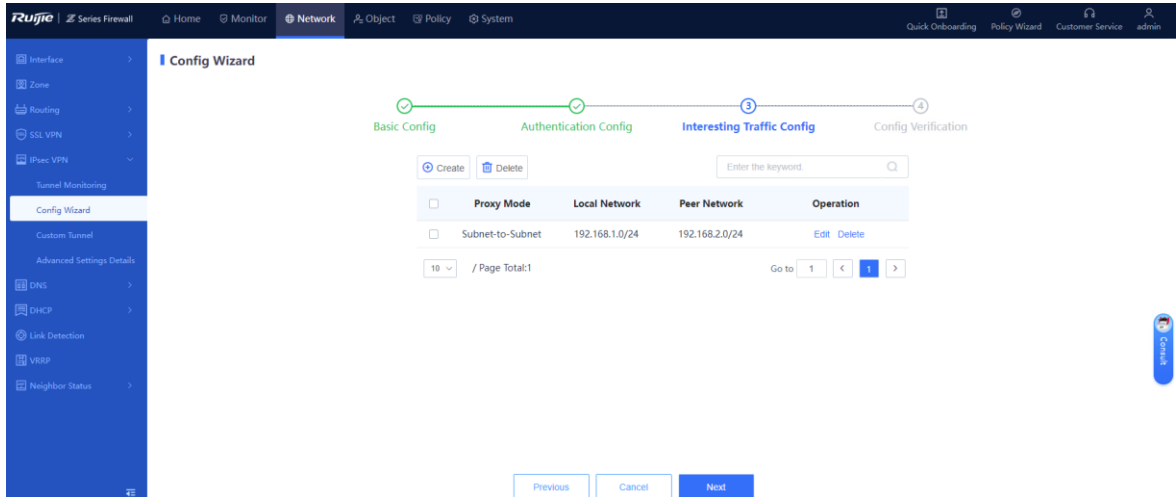 Ruijie | Z Series Firewall Home Monitor Network Object Policy System Quick Onboarding Policy Wizard Customer Service admin
Interface
Zone
Routing
SSL VPN
IPsec VPN
Tunnel Monitoring
Config Wizard
Custom Tunnel
Advanced Settings Details
DNS
DHCP
Link Detection
VRRP
Neighbor Status
Config Wizard
3 4
Basic Config Authentication Config Interesting Traffic Config Config Verification
Create Delete Enter the keyword.
Proxy Mode Local Network Peer Network Operation
Subnet-to-Subnet 192.168.1.0/24 192.168.2.0/24 Edit Delete
10 / Page Total:1 Go to 1 < 1 >
Consult
Previous Cancel Next